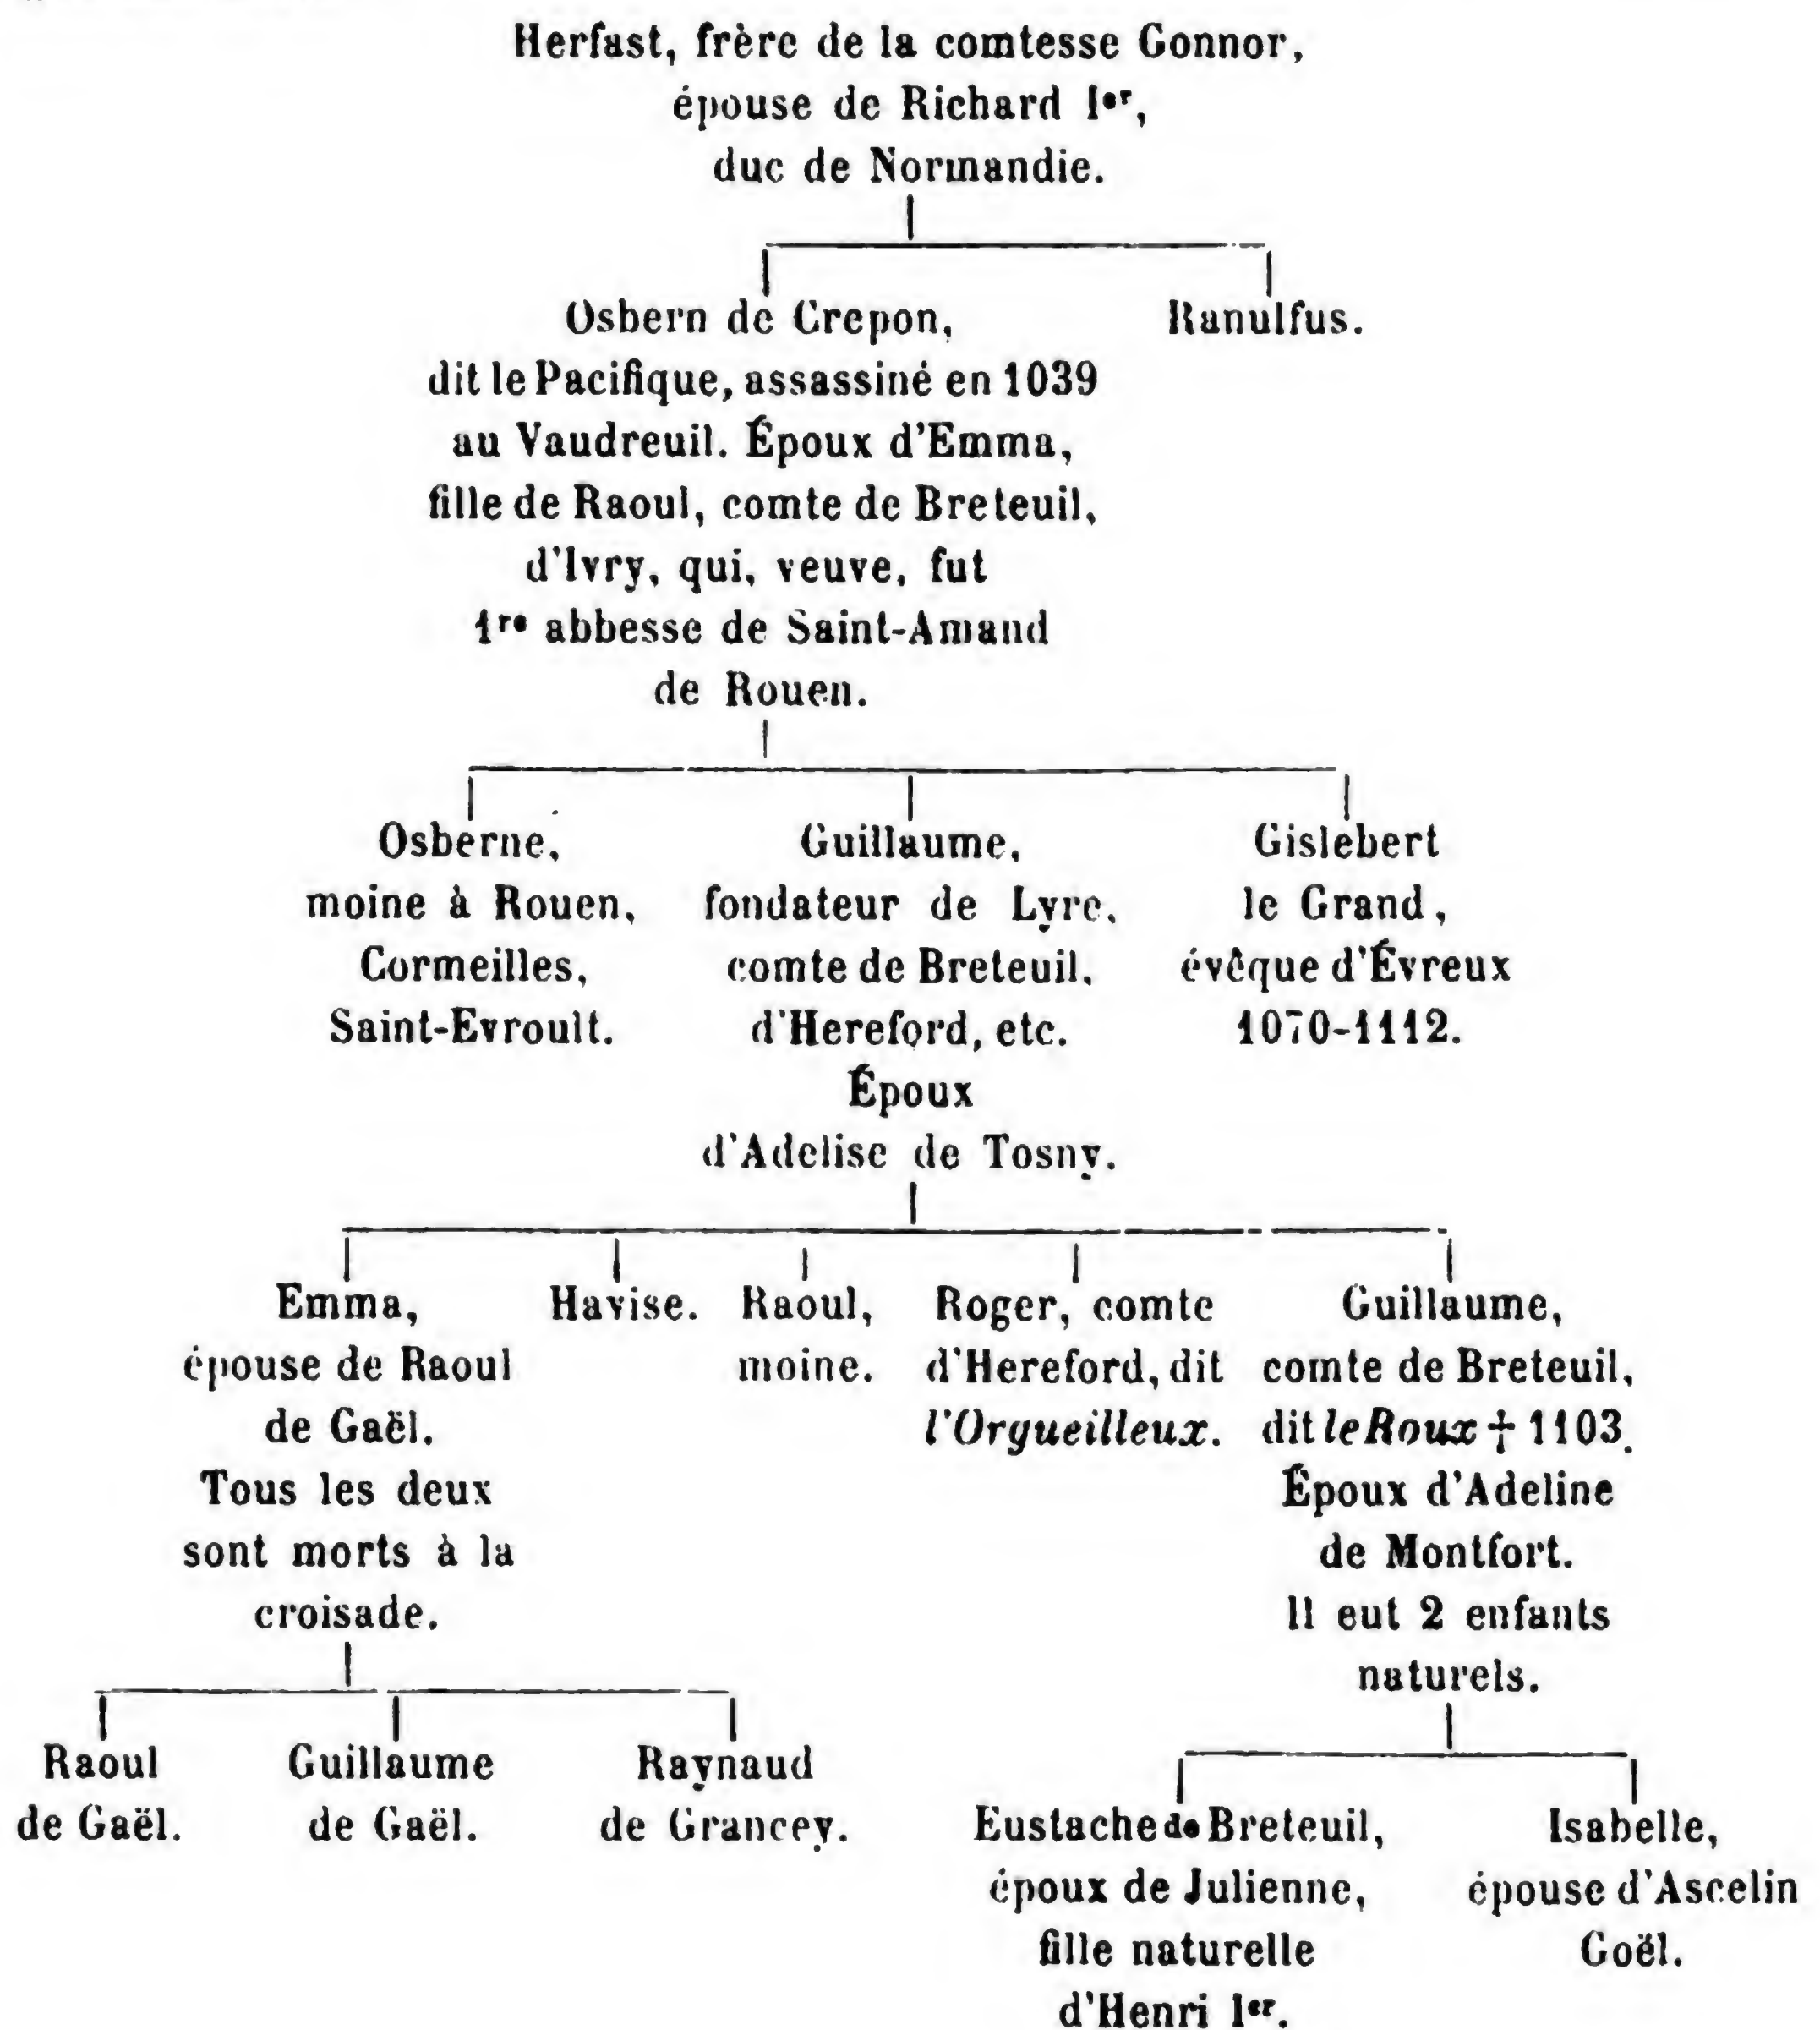 Herfast, frère de la comtesse Gonnor,
épouse de Richard Ier,
duc de Normandie.
Osbern de Crepon,
dit le Pacifique, assassiné en 1039
au Vaudreuil. Époux d'Emma,
fille de Raoul, comte de Breteuil,
d'Ivry, qui, veuve, fut
1re abbesse de Saint-Amand
de Rouen.
Ranulfus.
Osberne,
moine à Rouen,
Cormeilles,
Saint-Evroult.
Guillaume,
fondateur de Lyre,
comte de Breteuil,
d'Hereford, etc.
Époux
d'Adelise de Tosny.
Gislebert
le Grand,
évêque d'Évreux
1070-1112.
Emma,
épouse de Raoul
de Gaël.
Tous les deux
sont morts à la
croisade.
Havise.
Raoul,
moine.
Roger, comte
d'Hereford, dit
l'Orgueilleux.
Guillaume,
comte de Breteuil,
dit le Roux † 1103.
Époux d'Adeline
de Montfort.
Il eut 2 enfants
naturels.
Raoul
de Gaël.
Guillaume
de Gaël.
Raynaud
de Grancey.
Eustache de Breteuil,
époux de Julienne,
fille naturelle
d'Henri Ier.
Isabelle,
épouse d'Ascelin
Goël.